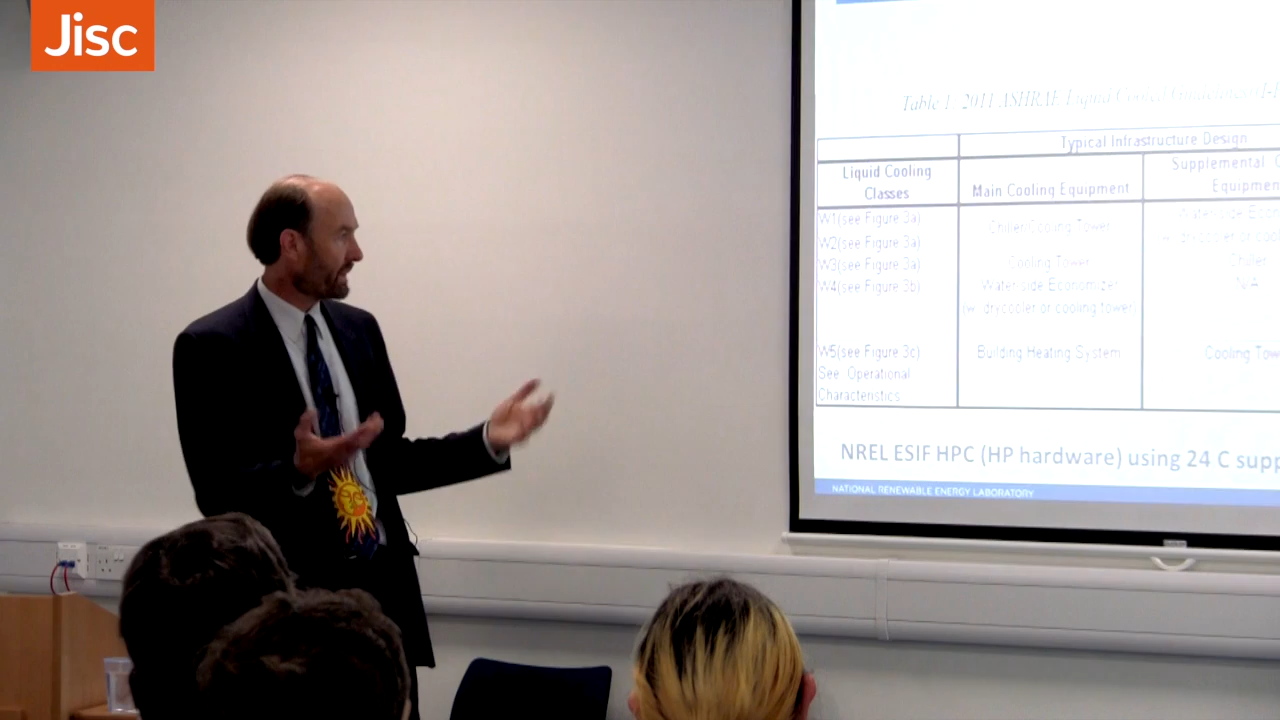 Jisc
Table 1. 2011 ASHRAE Liquid Cooled
Typical Infrastructure Design
Liquid Cooling
Classes
Main Cooling Equipment
Supplemental
W1(see Figure 3a)
W2(see Figure 3a)
W3(see Figure 3a)
W4(see Figure 3b)
Chiller/Cooling Tower
Cooling Tower
Water-side Economizer
(w. drycooler or cooling tower)
Chiller
N/A
W5(see Figure 3c)
See Operational
Characteristics
Building Heating System
Cooling
NREL ESIF HPC (HP hardware) using 24 C
NATIONAL RENEWABLE ENERGY LABORATORY